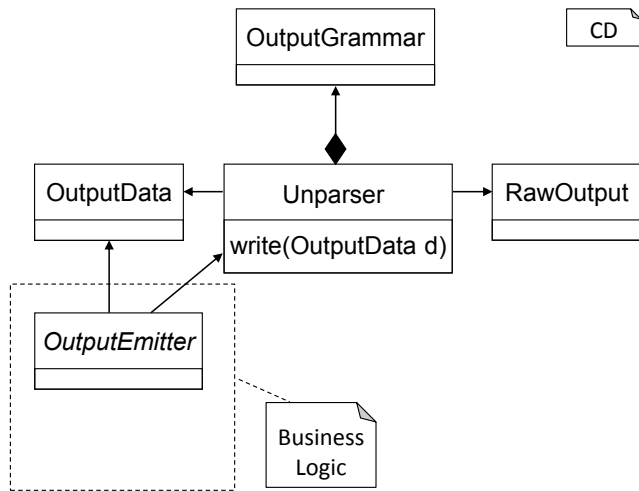 OutputGrammar
CD
OutputData
Unparser
RawOutput
write(OutputData d)
OutputEmitter
Business
Logic